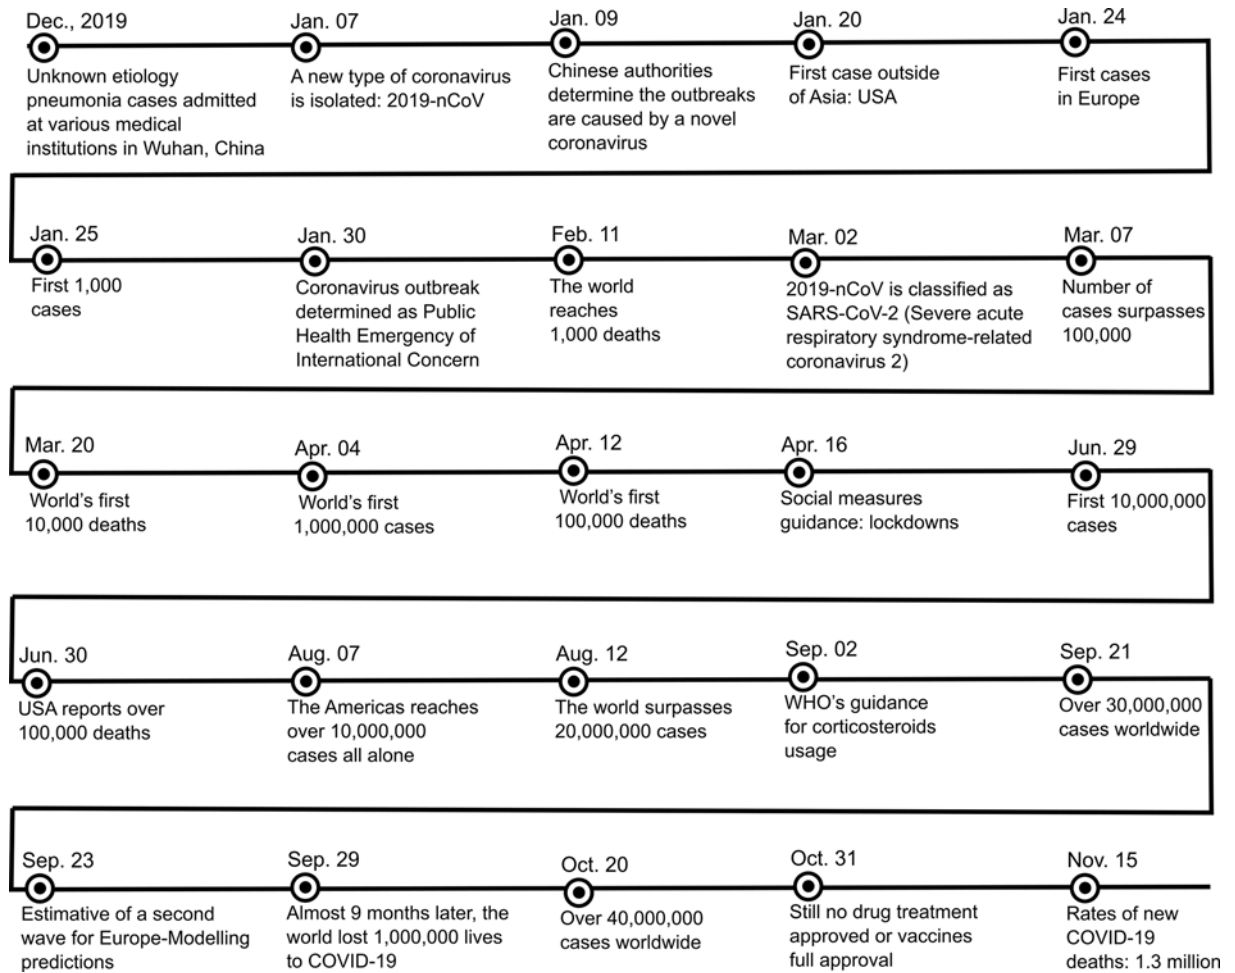 Dec., 2019
Unknown etiology
pneumonia cases admitted
at various medical
institutions in Wuhan, China
Jan. 07
A new type of coronavirus
is isolated: 2019-nCoV
Jan. 09
Chinese authorities
determine the outbreaks
are caused by a novel
coronavirus
Jan. 20
First case outside
of Asia: USA
Jan. 24
First cases
in Europe
Jan. 25
First 1,000
cases
Jan. 30
Coronavirus outbreak
determined as Public
Health Emergency of
International Concern
Feb. 11
The world
reaches
1,000 deaths
Mar. 02
2019-nCoV is classified as
SARS-CoV-2 (Severe acute
respiratory syndrome-related
coronavirus 2)
Mar. 07
Number of
cases surpasses
100,000
Mar. 20
World's first
10,000 deaths
Apr. 04
World's first
1,000,000 cases
Apr. 12
World's first
100,000 deaths
Apr. 16
Social measures
guidance: lockdowns
Jun. 29
First 10,000,000
cases
Jun. 30
USA reports over
100,000 deaths
Aug. 07
The Americas reaches
over 10,000,000
cases all alone
Aug. 12
The world surpasses
20,000,000 cases
Sep. 02
WHO's guidance
for corticosteroids
usage
Sep. 21
Over 30,000,000
cases worldwide
Sep. 23
Estimative of a second
wave for Europe-Modelling
predictions
Sep. 29
Almost 9 months later, the
world lost 1,000,000 lives
to COVID-19
Oct. 20
Over 40,000,000
cases worldwide
Oct. 31
Still no drug treatment
approved or vaccines
full approval
Nov. 15
Rates of new
COVID-19
deaths: 1.3 million